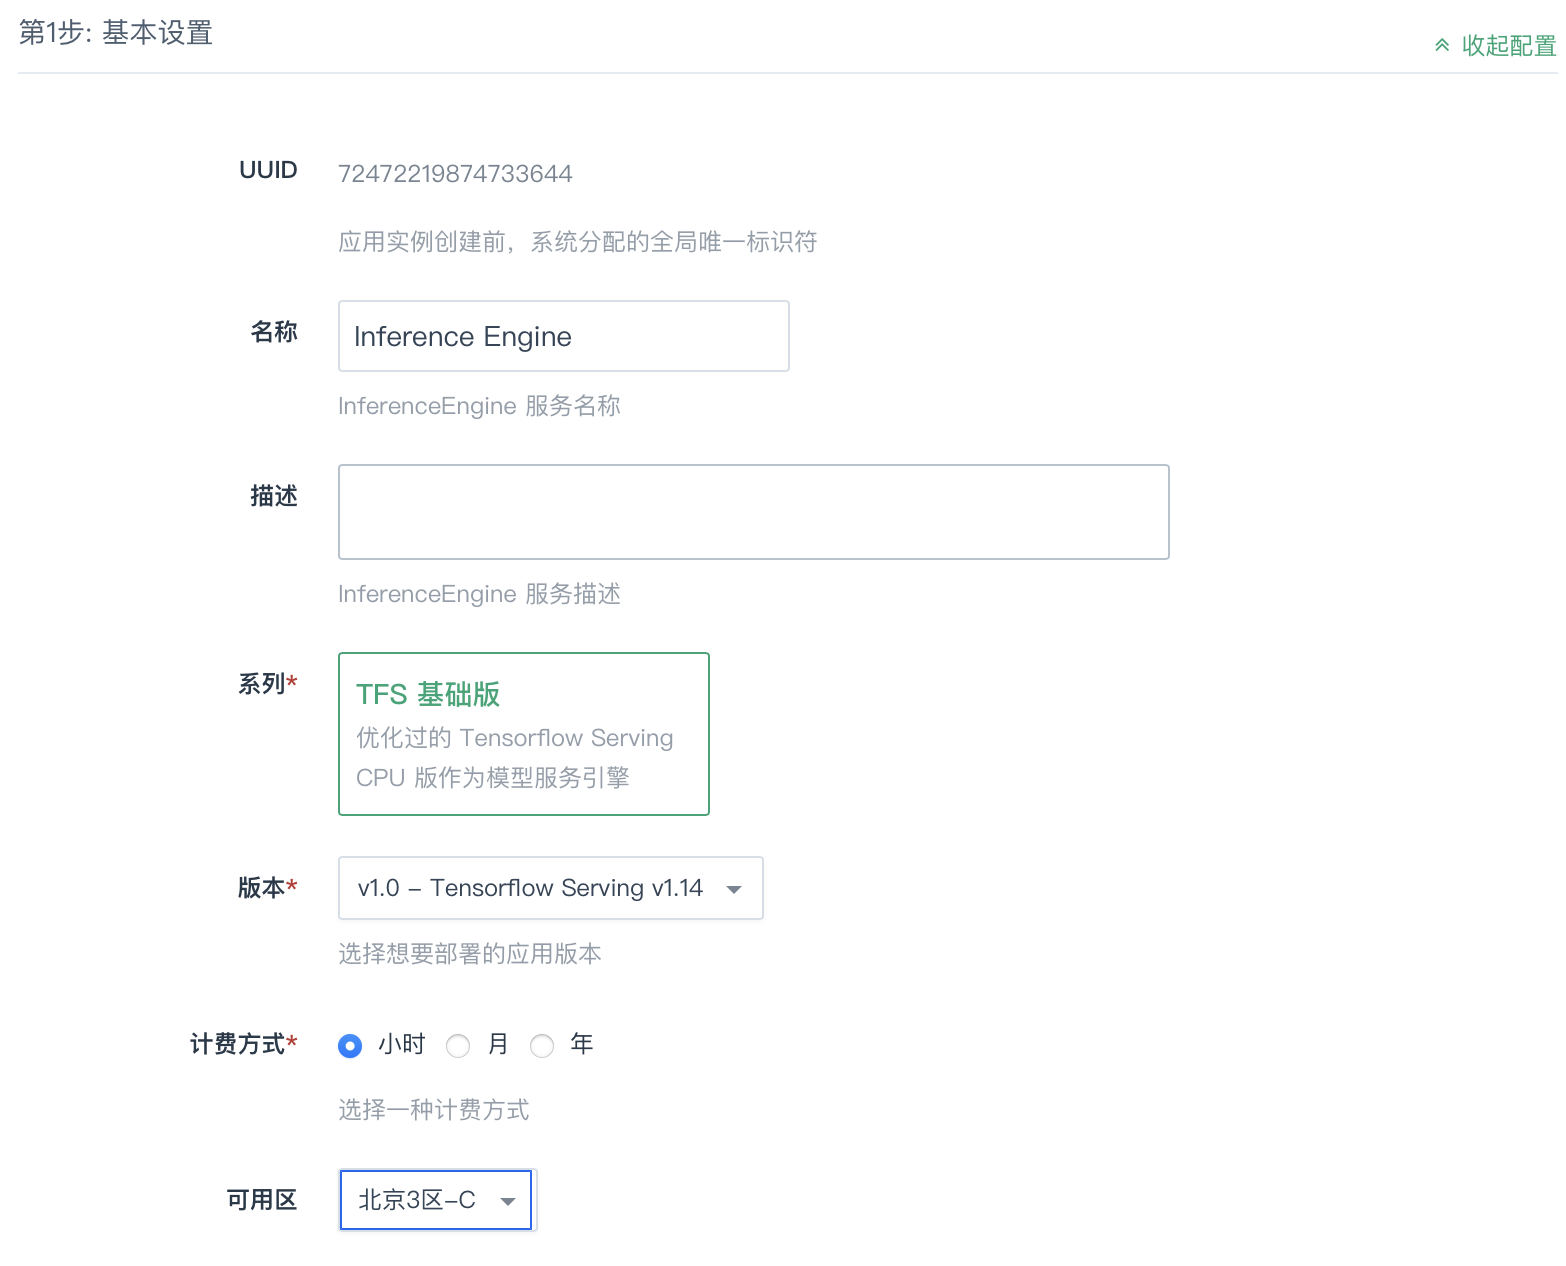 第1步: 基本设置
收起配置
UUID
72472219874733644
应用实例创建前，系统分配的全局唯一标识符
名称
Inference Engine
InferenceEngine 服务名称
描述
InferenceEngine 服务描述
系列*
TFS 基础版
优化过的 Tensorflow Serving
CPU 版作为模型服务引擎
版本*
v1.0 – Tensorflow Serving v1.14
选择想要部署的应用版本
计费方式*
小时 月 年
选择一种计费方式
可用区
北京3区–C